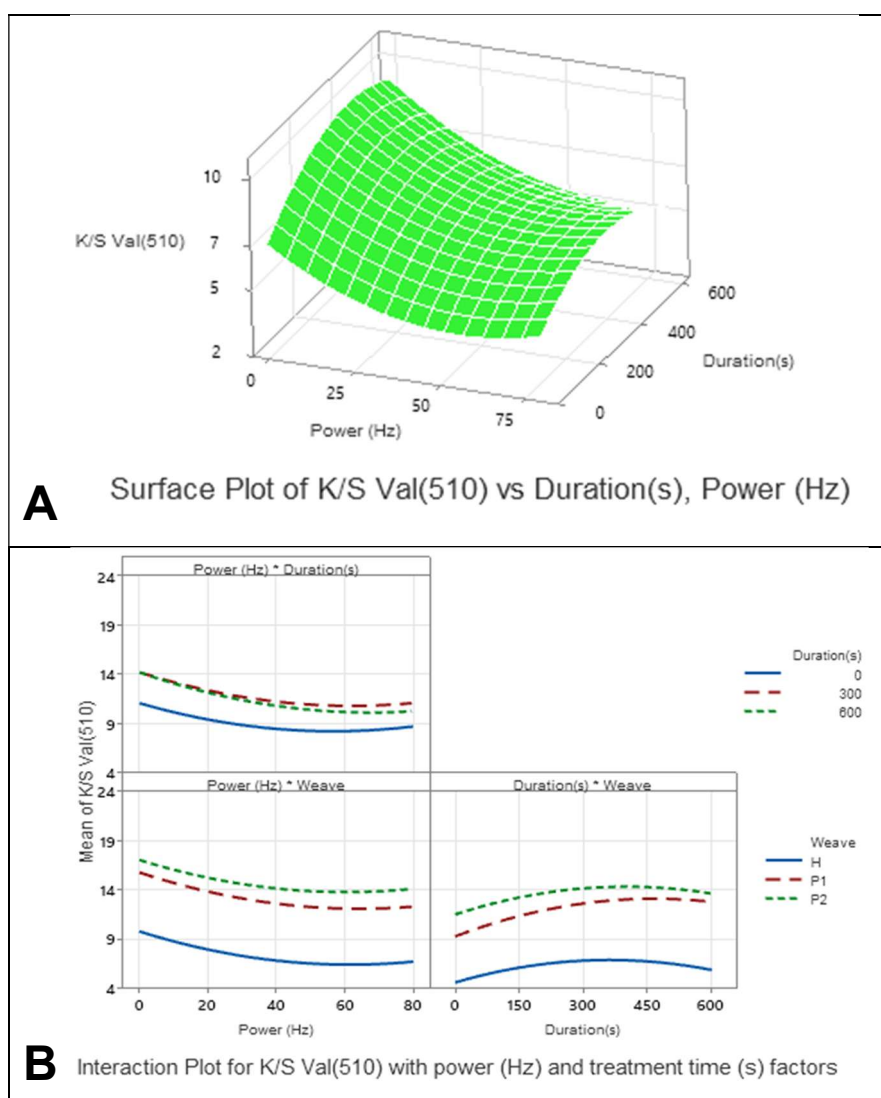 10
7
5
2
K/S Val(510)
0
25
50
75
Power (Hz)
0
200
400
600
Duration(s)
A Surface Plot of K/S Val(510) vs Duration(s), Power (Hz)
Power (Hz) * Duration(s)
24
19
14
9
4
Duration(s)
0
300
600
Mean of K/S Val(510)
Power (Hz) * Weave
Duration(s) * Weave
24
19
14
9
4
Weave
H
P1
P2
0 20 40 60 80
0 150 300 450 600
Power (Hz)
Duration(s)
B Interaction Plot for K/S Val(510) with power (Hz) and treatment time (s) factors